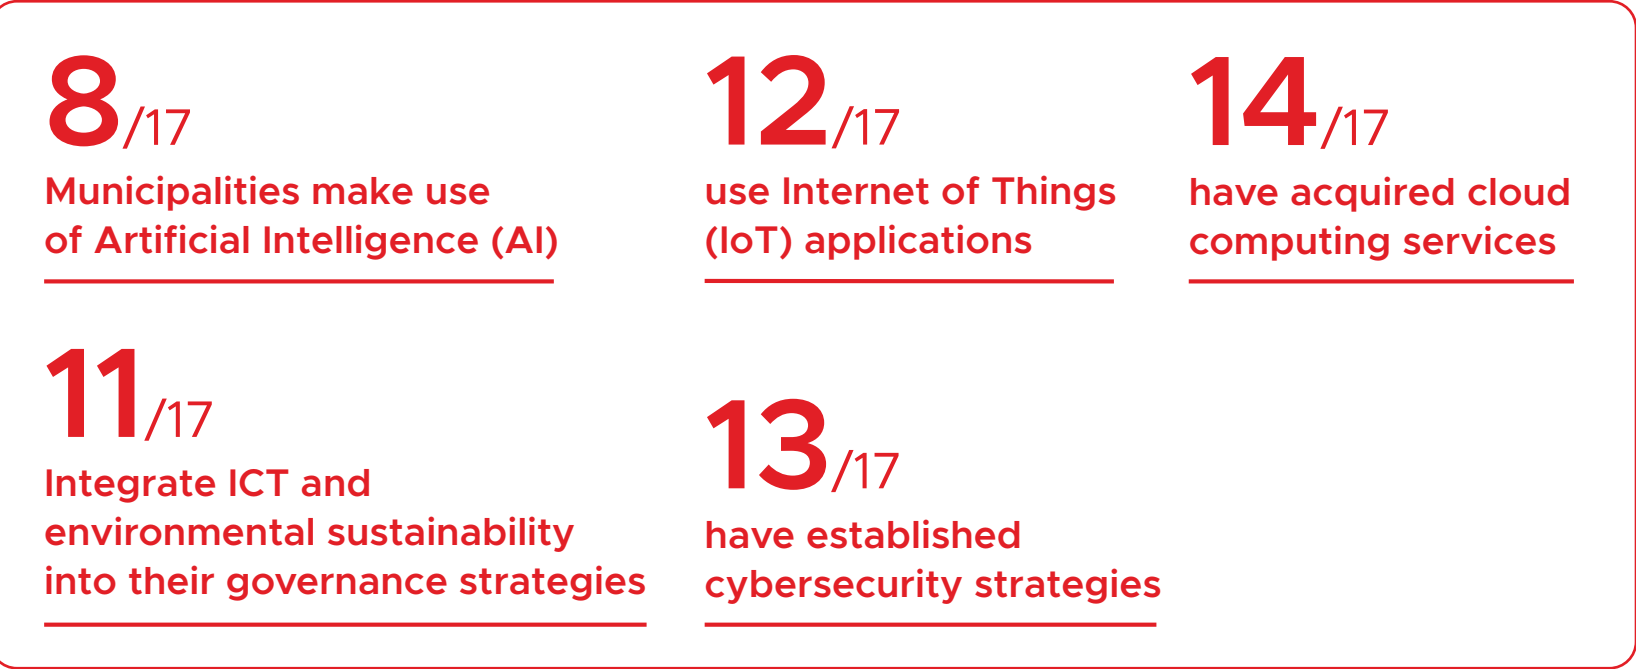 8/17
Municipalities make use
of Artificial Intelligence (AI)
12/17
use Internet of Things
(IoT) applications
14/17
have acquired cloud
computing services
11/17
Integrate ICT and
environmental sustainability
into their governance strategies
13/17
have established
cybersecurity strategies